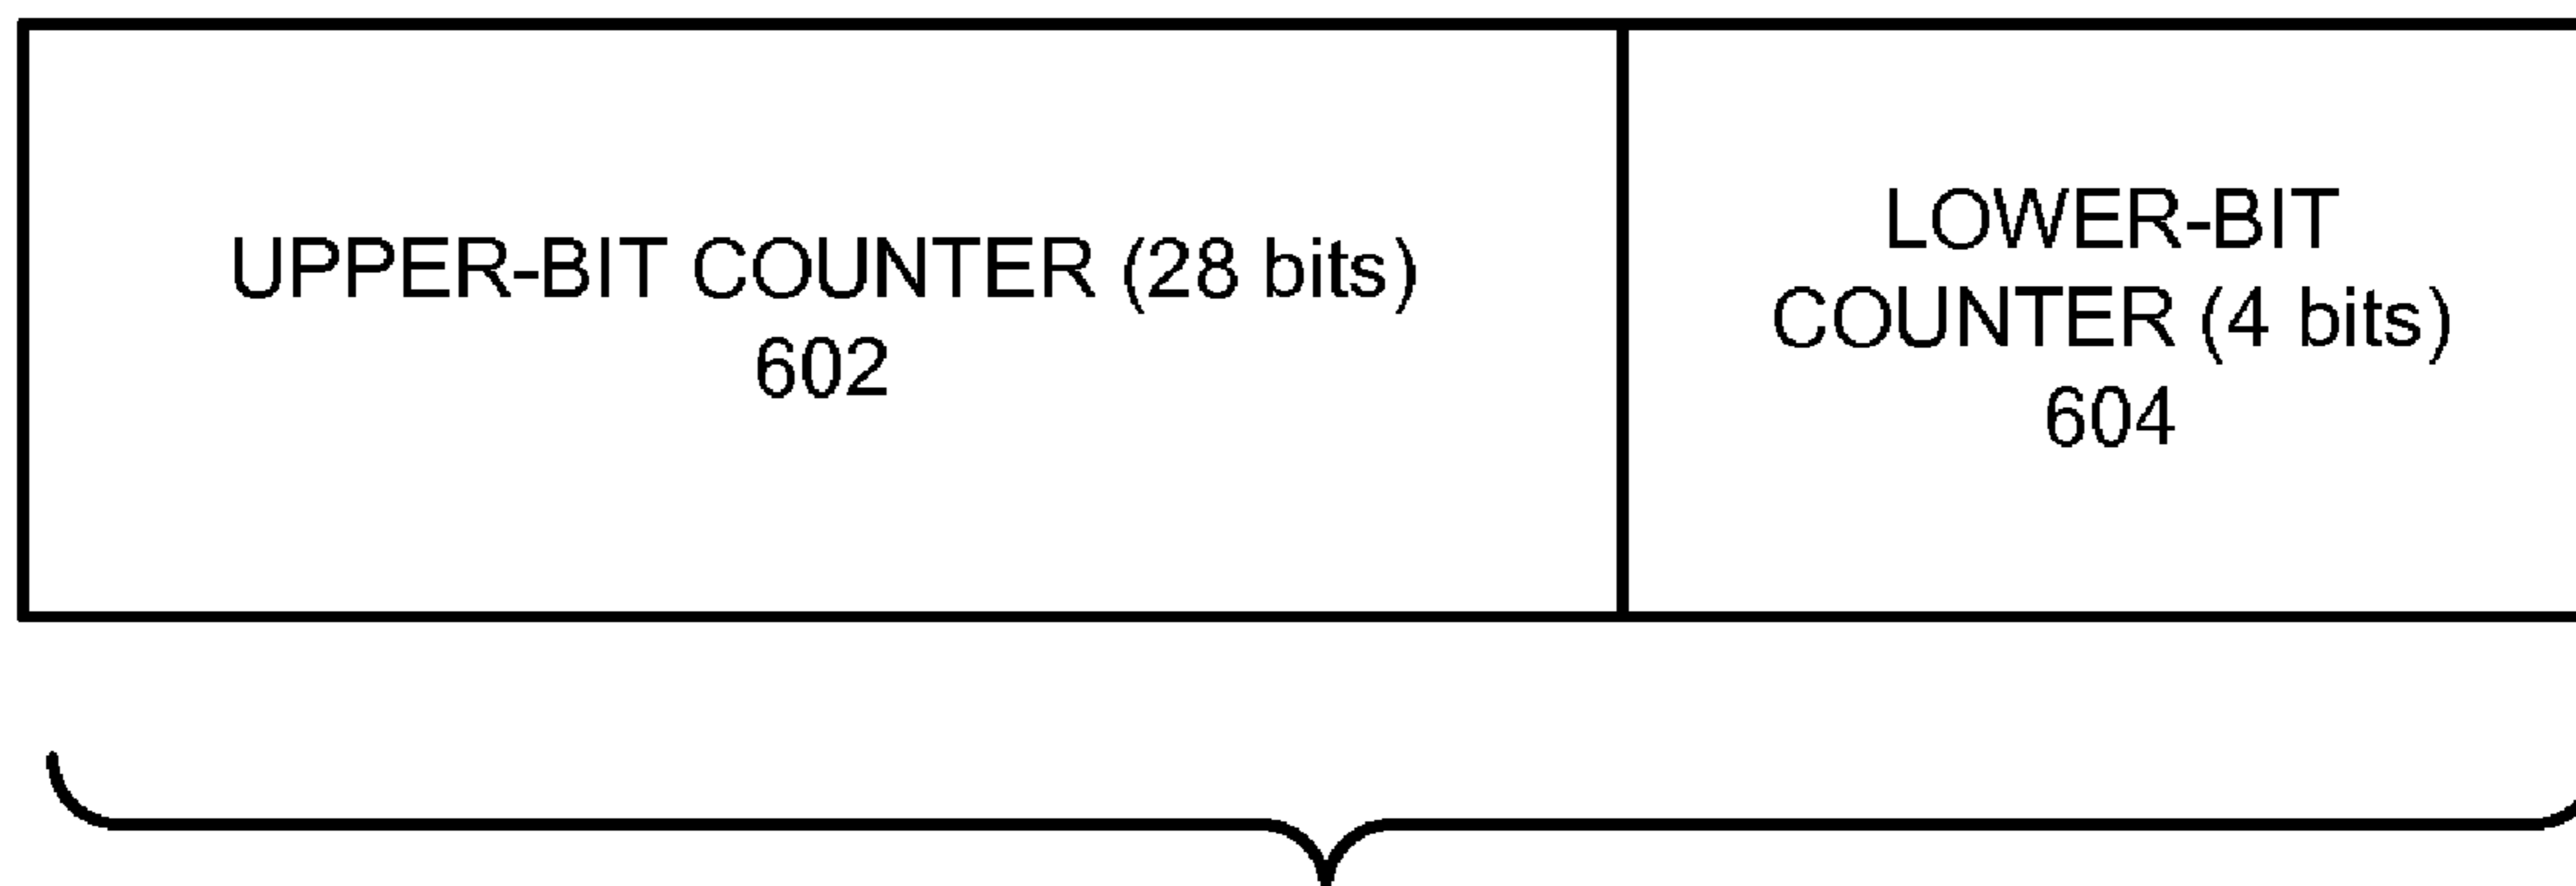 UPPER-BIT COUNTER (28 bits)
602
LOWER-BIT
COUNTER (4 bits)
604